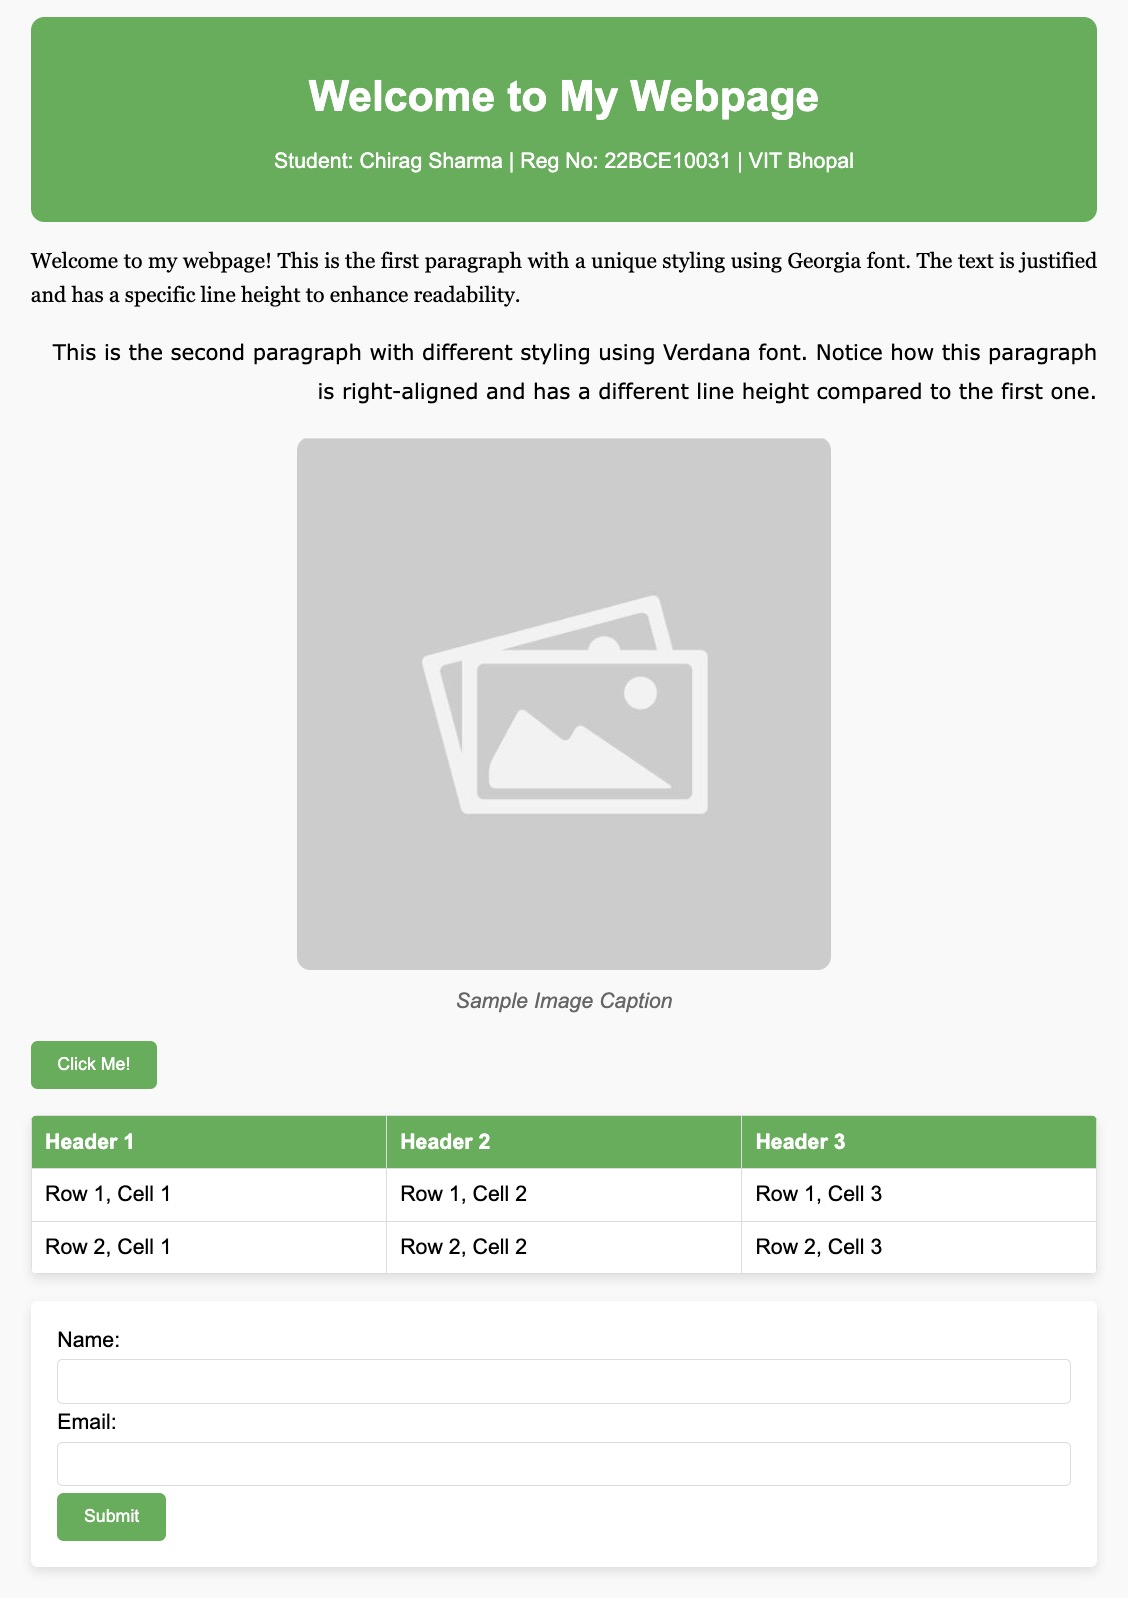 Welcome to My Webpage
Student: Chirag Sharma | Reg No: 22BCE10031 | VIT Bhopal
Welcome to my webpage! This is the first paragraph with a unique styling using Georgia font. The text is justified
and has a specific line height to enhance readability.
This is the second paragraph with different styling using Verdana font. Notice how this paragraph
is right-aligned and has a different line height compared to the first one.
Sample Image Caption
Click Me!
Header 1 Header 2 Header 3
Row 1, Cell 1 Row 1, Cell 2 Row 1, Cell 3
Row 2, Cell 1 Row 2, Cell 2 Row 2, Cell 3
Name:
Email:
Submit